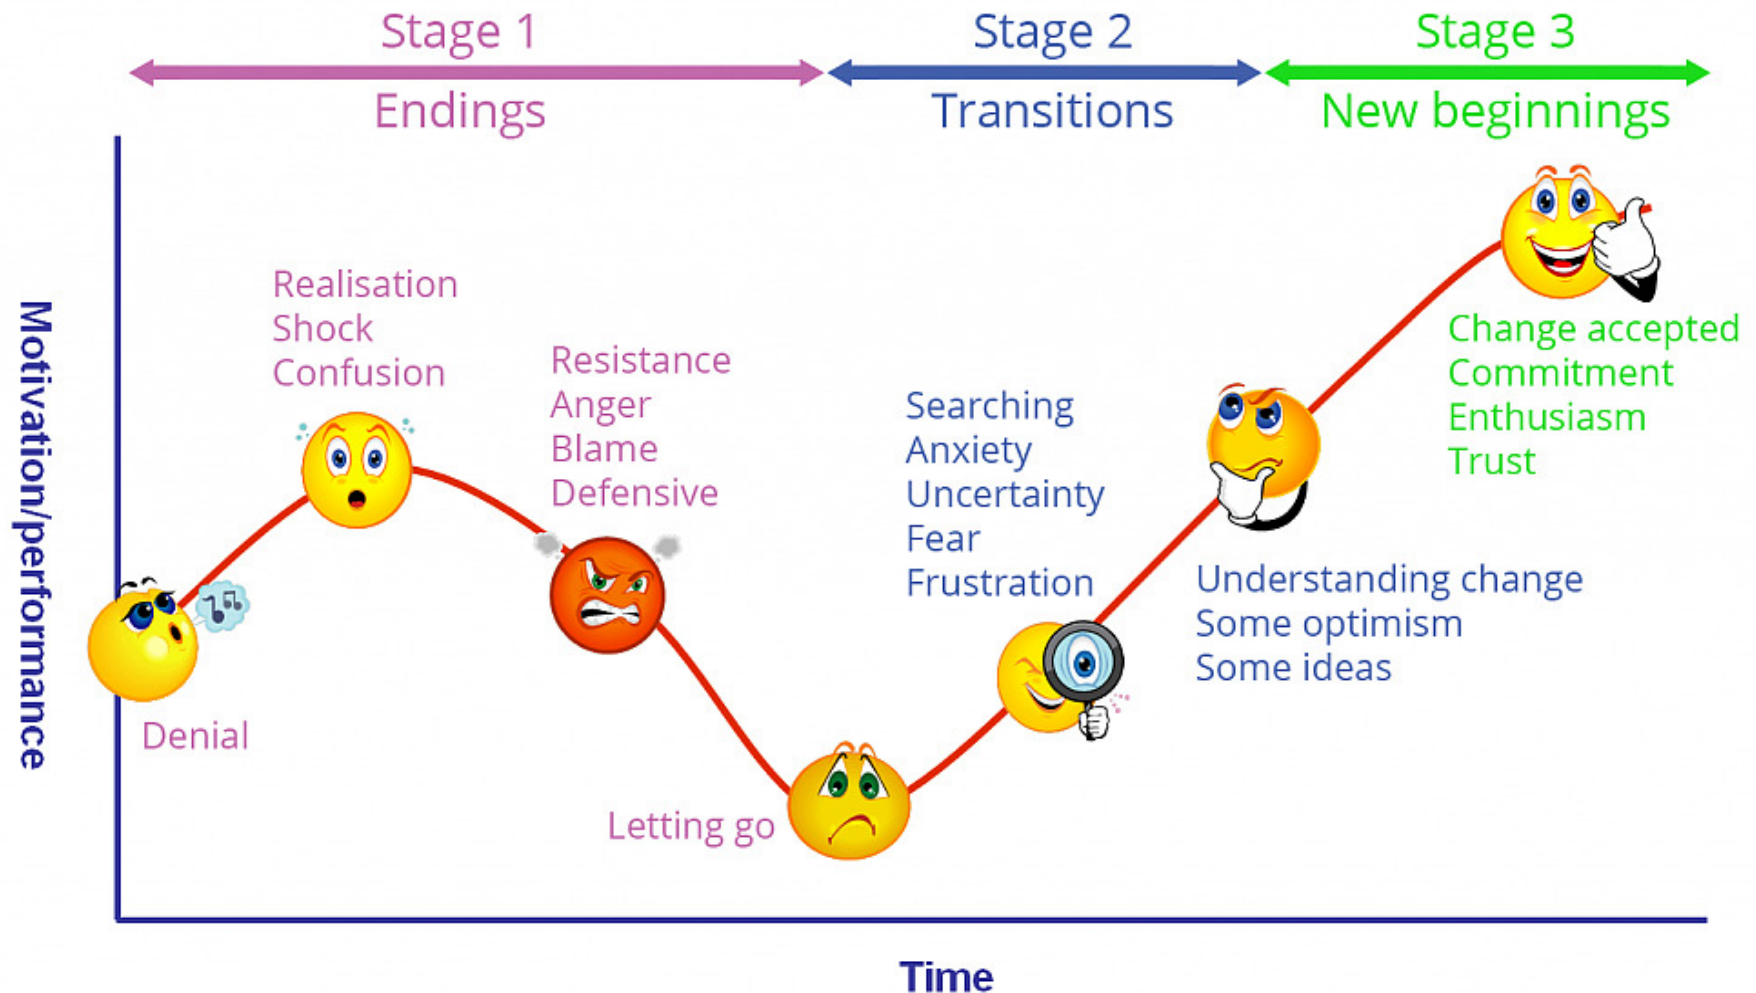 Stage 1
Endings
Stage 2
Transitions
Stage 3
New beginnings
Motivation/performance
Denial
Realisation
Shock
Confusion
Resistance
Anger
Blame
Defensive
Letting go
Searching
Anxiety
Uncertainty
Fear
Frustration
Understanding change
Some optimism
Some ideas
Change accepted
Commitment
Enthusiasm
Trust
Time